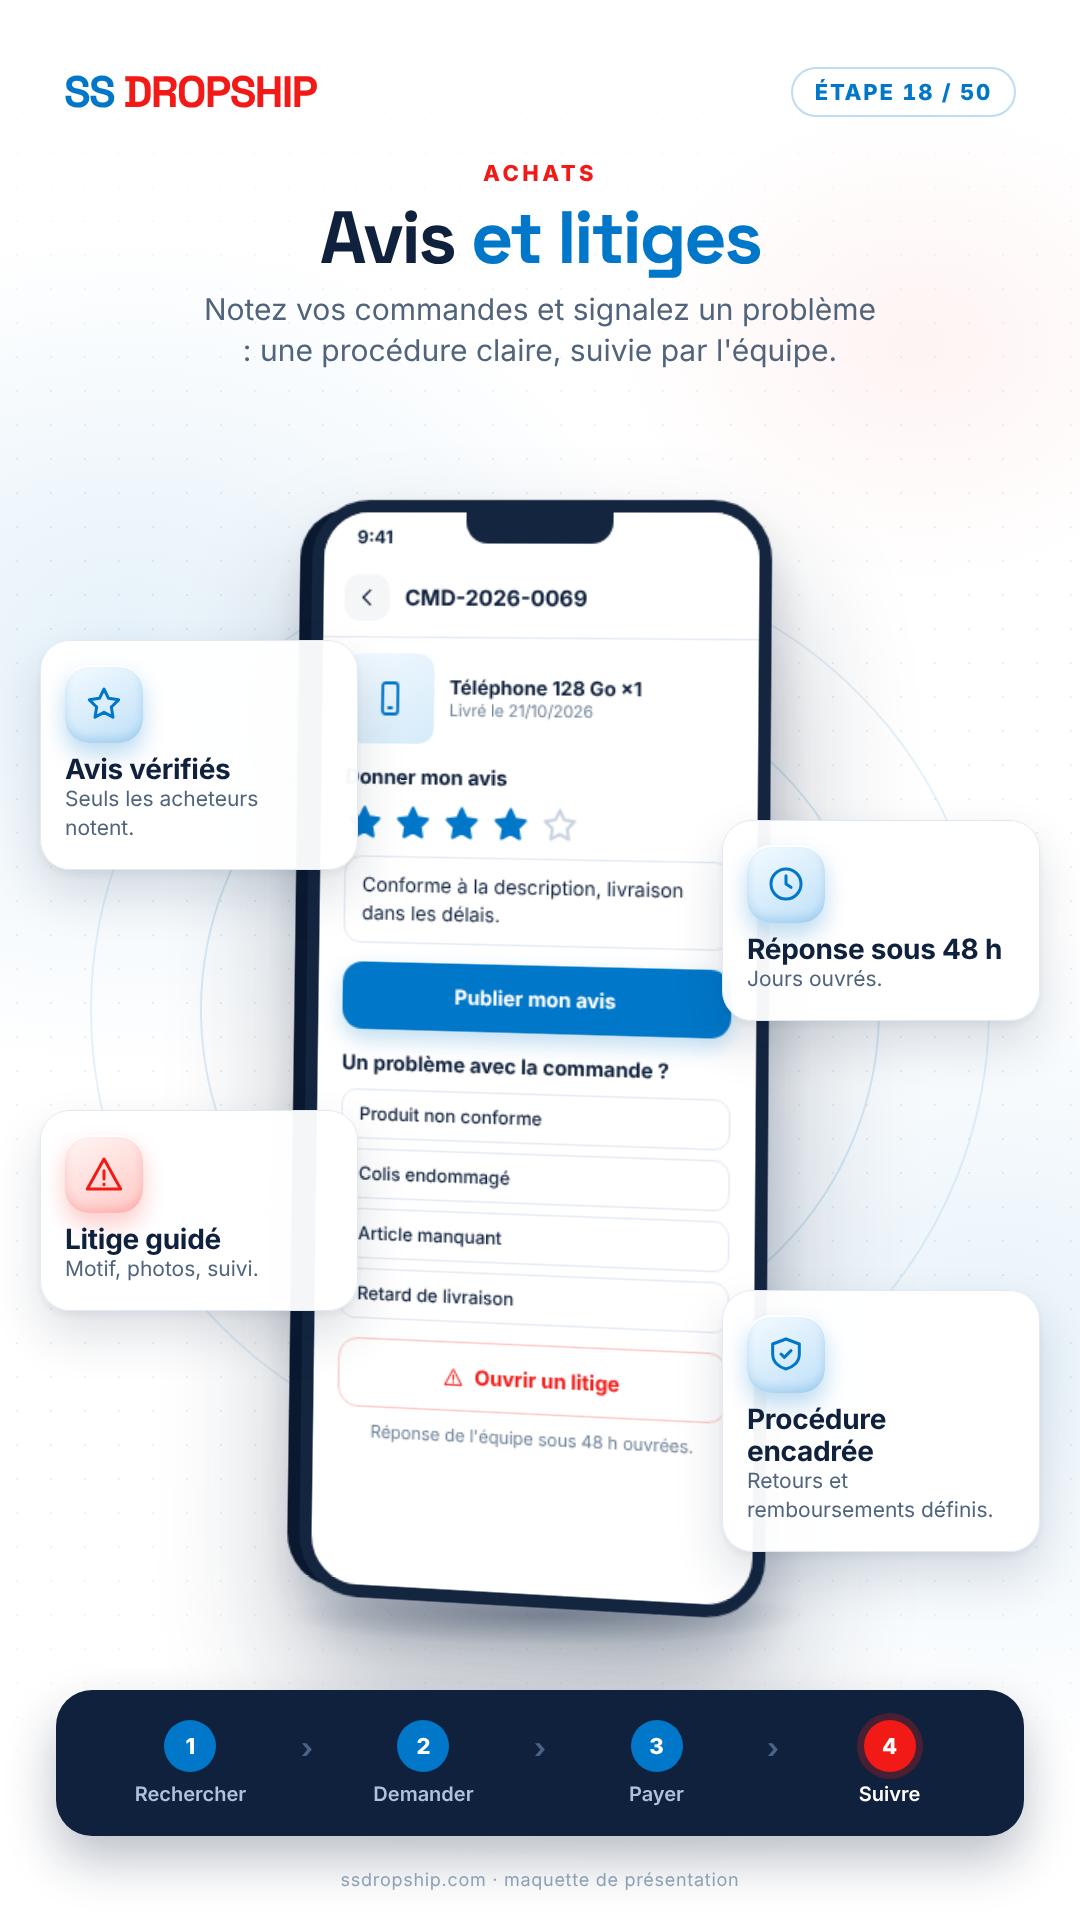 SS DROPSHIP
ÉTAPE 18 / 50
ACHATS
Avis et litiges
Notez vos commandes et signalez un problème
: une procédure claire, suivie par l'équipe.
9:41
CMD-2026-0069
Téléphone 128 Go ×1
Livré le 21/10/2026
Avis vérifiés
Seuls les acheteurs
notent.
Donner mon avis
Conforme à la description, livraison
dans les délais.
Réponse sous 48 h
Jours ouvrés.
Publier mon avis
Un problème avec la commande ?
Produit non conforme
Colis endommagé
Article manquant
Retard de livraison
Litige guidé
Motif, photos, suivi.
Ouvrir un litige
Réponse de l'équipe sous 48 h ouvrées.
Procédure
encadrée
Retours et
remboursements définis.
1
Rechercher
›
2
Demander
›
3
Payer
›
4
Suivre
ssdropship.com · maquette de présentation